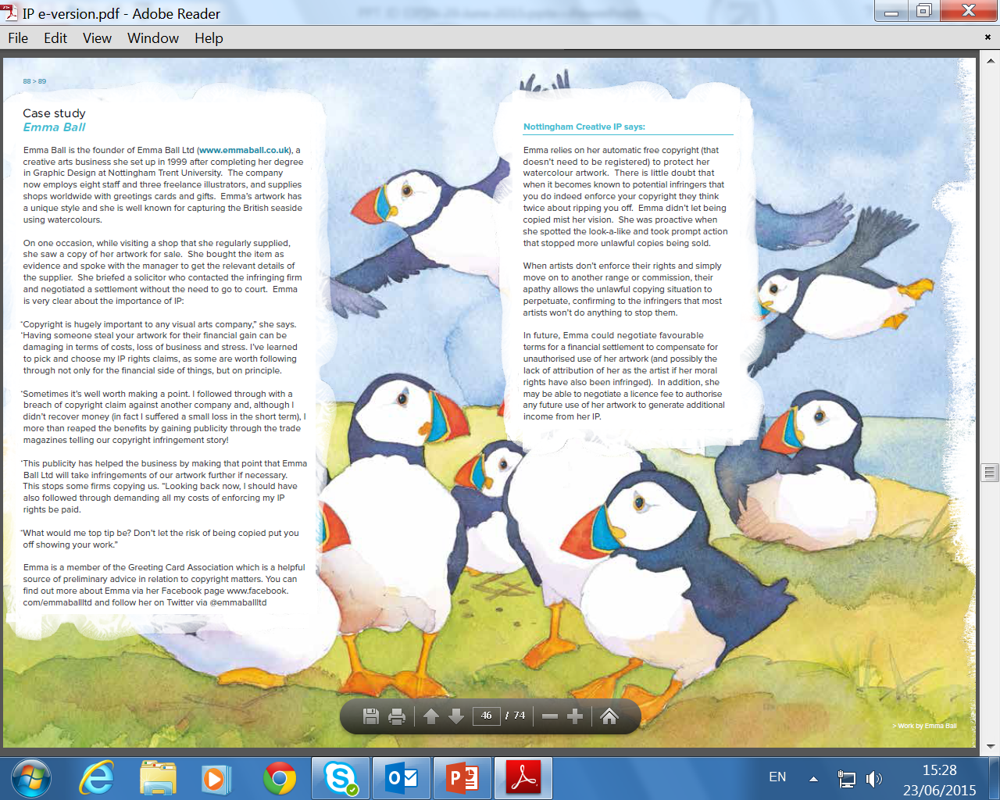 IP e-version.pdf - Adobe Reader
File Edit View Window Help
88 > 89
Case study
Emma Ball
Emma Ball is the founder of Emma Ball Ltd (www.emmaball.co.uk), a
creative arts business she set up in 1999 after completing her degree
in Graphic Design at Nottingham Trent University. The company
now employs eight staff and three freelance illustrators, and supplies
shops worldwide with greetings cards and gifts. Emma's artwork has
a unique style and she is well known for capturing the British seaside
using watercolours.
On one occasion, while visiting a shop that she regularly supplied,
she saw a copy of her artwork for sale. She bought the item as
evidence and spoke with the manager to get the relevant details of
the supplier. She briefed a solicitor who contacted the infringing firm
and negotiated a settlement without the need to go to court. Emma
is very clear about the importance of IP:
“Copyright is hugely important to any visual arts company,” she says.
“Having someone steal your artwork for their financial gain can be
damaging in terms of costs, loss of business and stress. I've learned
to pick and choose my IP rights claims, as some are worth following
through not only for the financial side of things, but on principle.
“Sometimes it's well worth making a point. I followed through with a
breach of copyright claim against another company and, although I
didn't recover money (in fact I suffered a small loss in the short term), I
more than reaped the benefits by gaining publicity through the trade
magazines telling our copyright infringement story!
“This publicity has helped the business by making that point that Emma
Ball Ltd will take infringements of our artwork further if necessary.
This stops some firms copying us. “Looking back now, I should have
also followed through demanding all my costs of enforcing my IP
rights be paid.
“What would me top tip be? Don't let the risk of being copied put you
off showing your work.”
Emma is a member of the Greeting Card Association which is a helpful
source of preliminary advice in relation to copyright matters. You can
find out more about Emma via her Facebook page www.facebook.
com/emmaballltd and follow her on Twitter via @emmaballltd
Nottingham Creative IP says:
Emma relies on her automatic free copyright (that
doesn't need to be registered) to protect her
watercolour artwork. There is little doubt that
when it becomes known to potential infringers that
you do indeed enforce your copyright they think
twice about ripping you off. Emma didn't let being
copied mist her vision. She was proactive when
she spotted the look-a-like and took prompt action
that stopped more unlawful copies being sold.
When artists don't enforce their rights and simply
move on to another range or commission, their
apathy allows the unlawful copying situation to
perpetuate, confirming to the infringers that most
artists won't do anything to stop them.
In future, Emma could negotiate favourable
terms for a financial settlement to compensate for
unauthorised use of her artwork (and possibly the
lack of attribution of her as the artist if her moral
rights have also been infringed). In addition, she
may be able to negotiate a licence fee to authorise
any future use of her artwork to generate additional
income from her IP.
46 / 74
> Work by Emma Ball
EN
15:28
23/06/2015